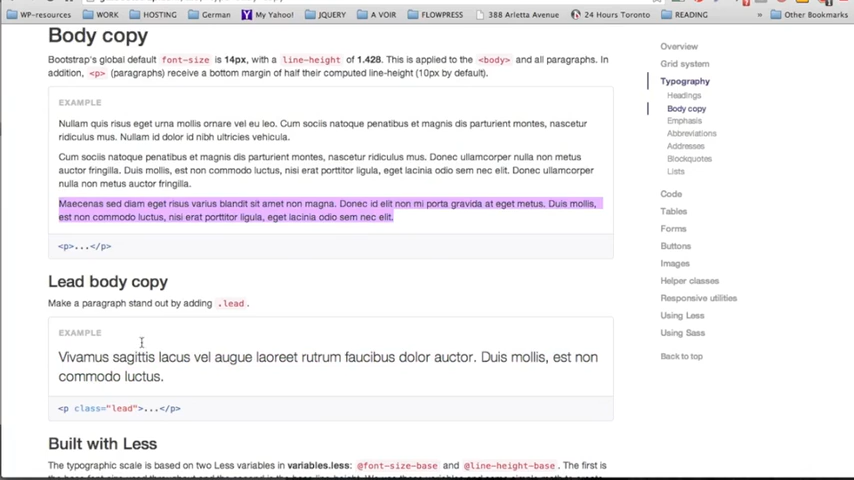 WP-resources WORK HOSTING German My Yahoo! JQUERY A VOIR FLOWPRESS 388 Arletta Avenue 24 Hours Toronto READING » Other Bookmarks
Body copy
Bootstrap's global default font-size is 14px, with a line-height of 1.428. This is applied to the <body> and all paragraphs. In
addition, <p> (paragraphs) receive a bottom margin of half their computed line-height (10px by default).
EXAMPLE
Nullam quis risus eget urna mollis ornare vel eu leo. Cum sociis natoque penatibus et magnis dis parturient montes, nascetur
ridiculus mus. Nullam id dolor id nibh ultricies vehicula.
Cum sociis natoque penatibus et magnis dis parturient montes, nascetur ridiculus mus. Donec ullamcorper nulla non metus
auctor fringilla. Duis mollis, est non commodo luctus, nisi erat porttitor ligula, eget lacinia odio sem nec elit. Donec ullamcorper
nulla non metus auctor fringilla.
Maecenas sed diam eget risus varius blandit sit amet non magna. Donec id elit non mi porta gravida at eget metus. Duis mollis,
est non commodo luctus, nisi erat porttitor ligula, eget lacinia odio sem nec elit.
<p>...</p>
Lead body copy
Make a paragraph stand out by adding .lead.
EXAMPLE
Vivamus sagittis lacus vel augue laoreet rutrum faucibus dolor auctor. Duis mollis, est non
commodo luctus.
<p class="lead">...</p>
Built with Less
The typographic scale is based on two Less variables in variables.less: @font-size-base and @line-height-base. The first is
Overview
Grid system
Typography
Headings
Body copy
Emphasis
Abbreviations
Addresses
Blockquotes
Lists
Code
Tables
Forms
Buttons
Images
Helper classes
Responsive utilities
Using Less
Using Sass
Back to top